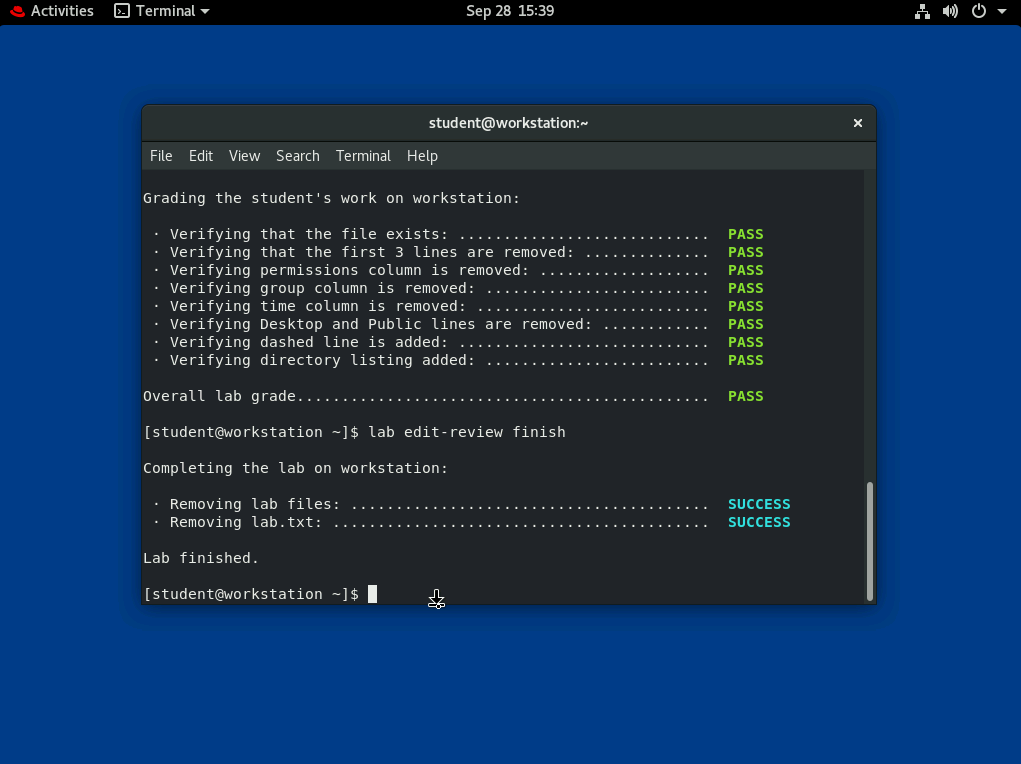 Activities Terminal Sep 28 15:39
student@workstation:~ ×
File Edit View Search Terminal Help
Grading the student's work on workstation:
· Verifying that the file exists: ............................ PASS
· Verifying that the first 3 lines are removed: .............. PASS
· Verifying permissions column is removed: ................... PASS
· Verifying group column is removed: ......................... PASS
· Verifying time column is removed: .......................... PASS
· Verifying Desktop and Public lines are removed: ............ PASS
· Verifying dashed line is added: ............................ PASS
· Verifying directory listing added: ......................... PASS
Overall lab grade.............................................. PASS
[student@workstation ~]$ lab edit-review finish
Completing the lab on workstation:
· Removing lab files: ........................................ SUCCESS
· Removing lab.txt: .......................................... SUCCESS
Lab finished.
[student@workstation ~]$